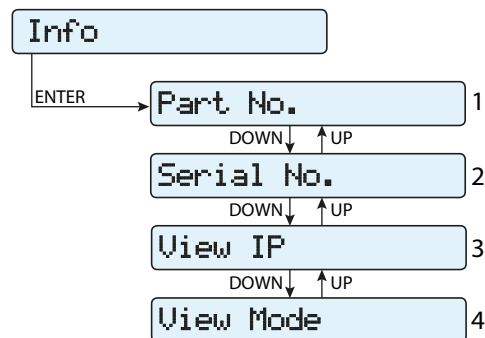 Info
ENTER
Part No. 1
DOWN UP
Serial No. 2
DOWN UP
View IP 3
DOWN UP
View Mode 4